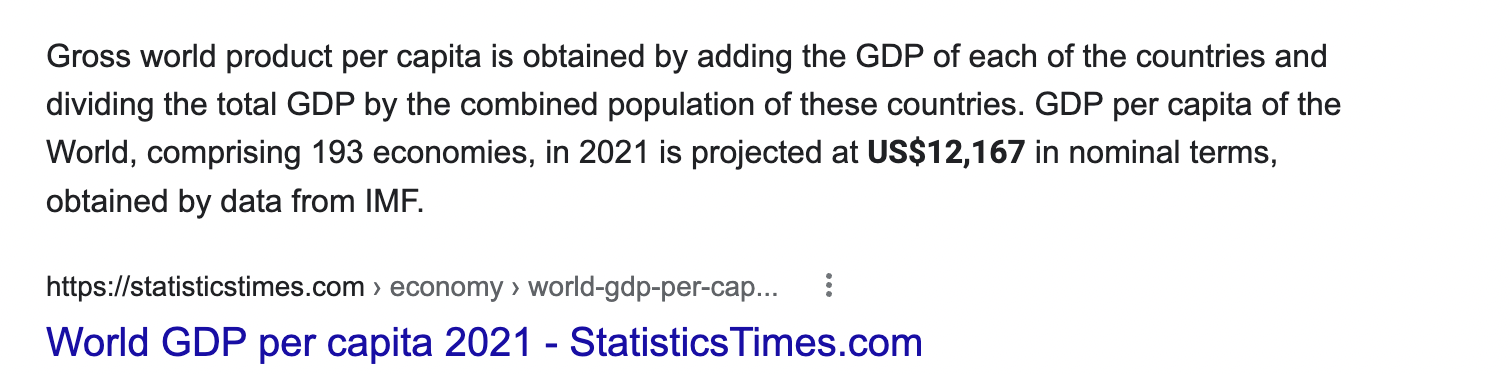 Gross world product per capita is obtained by adding the GDP of each of the countries and
dividing the total GDP by the combined population of these countries. GDP per capita of the
World, comprising 193 economies, in 2021 is projected at US$12,167 in nominal terms,
obtained by data from IMF.
https://statisticstimes.com › economy › world-gdp-per-cap...
World GDP per capita 2021 - StatisticsTimes.com